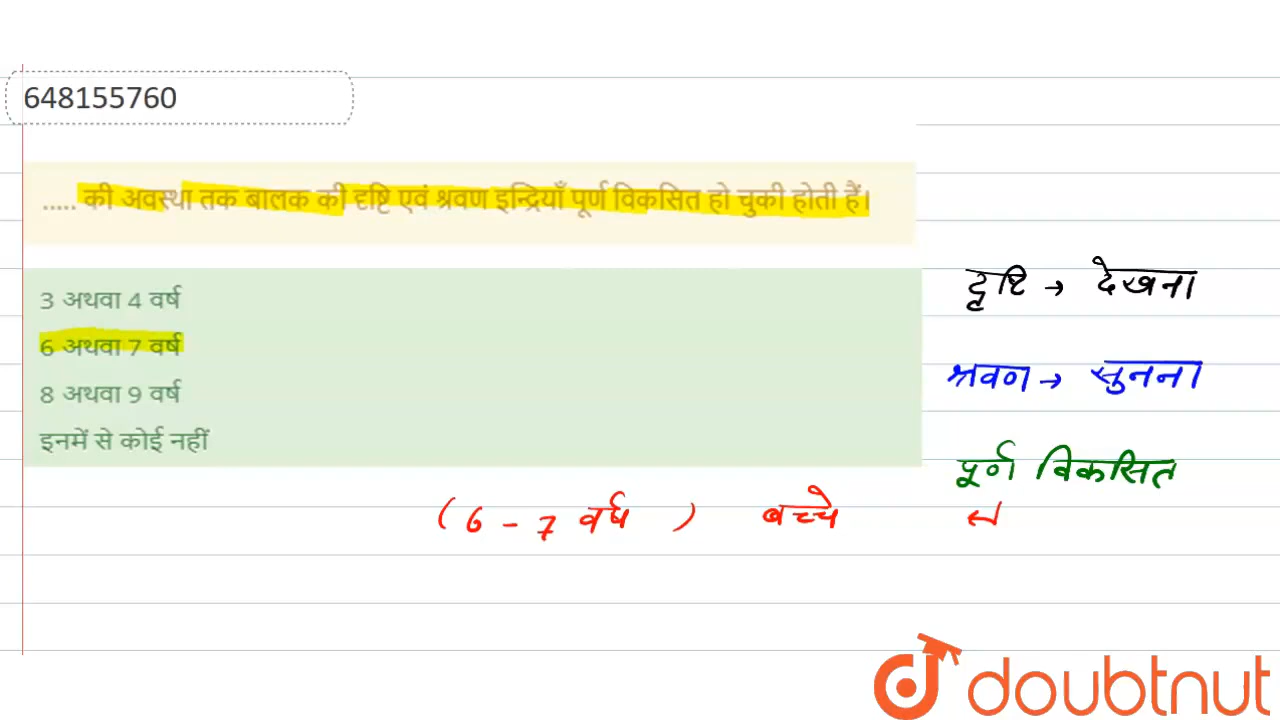 648155760
..... की अवस्था तक बालक की दृष्टि एवं श्रवण इन्द्रियाँ पूर्ण विकसित हो चुकी होती हैं।
3 अथवा 4 वर्ष
6 अथवा 7 वर्ष
8 अथवा 9 वर्ष
इनमें से कोई नहीं
दृष्टि → देखना
श्रवण → सुनना
पूर्ण विकसित
(6 - 7 वर्ष) बच्चे
doubtnut